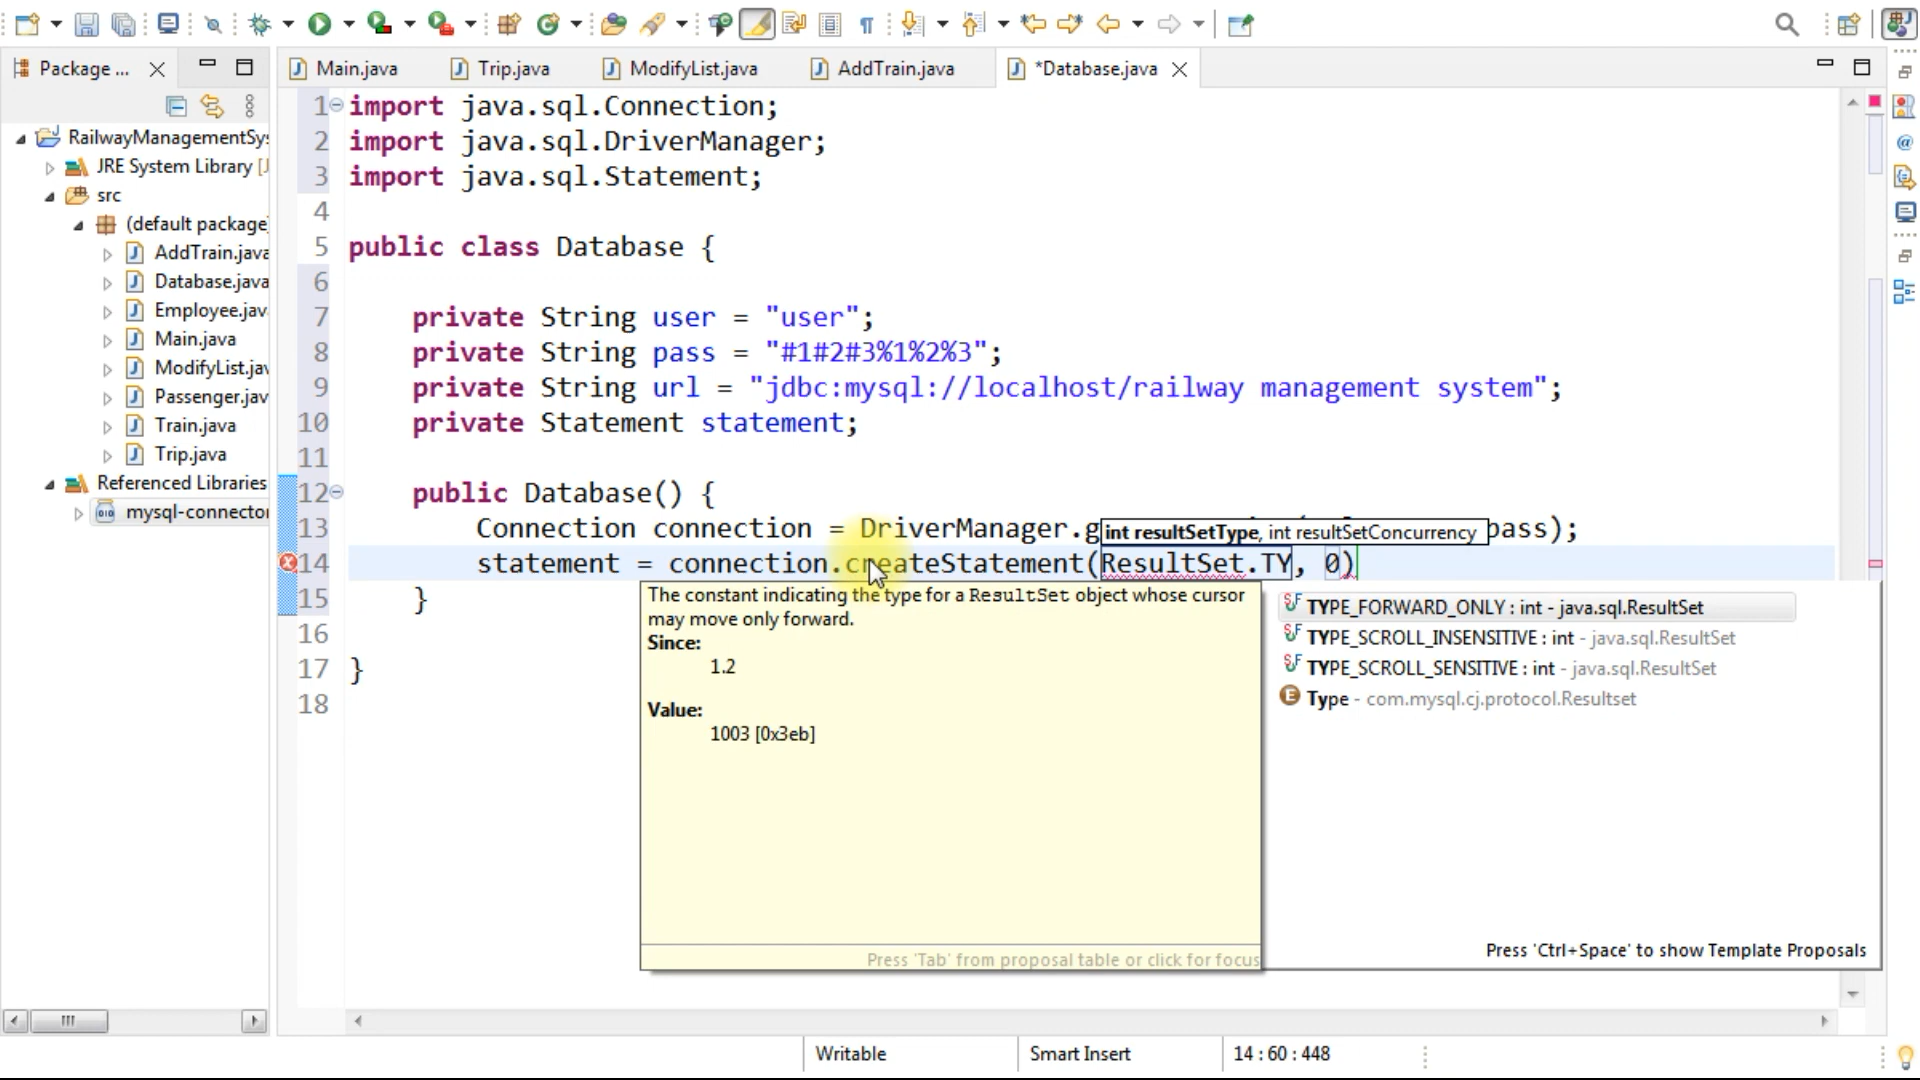 Package ...
Main.java
Trip.java
ModifyList.java
AddTrain.java
*Database.java
RailwayManagementSys
JRE System Library [J
src
(default package)
AddTrain.java
Database.java
Employee.jav
Main.java
ModifyList.jav
Passenger.jav
Train.java
Trip.java
Referenced Libraries
mysql-connector
1 import java.sql.Connection;
2 import java.sql.DriverManager;
3 import java.sql.Statement;
4
5 public class Database {
6
7 private String user = "user";
8 private String pass = "#1#2#3%1%2%3";
9 private String url = "jdbc:mysql://localhost/railway management system";
10 private Statement statement;
11
12 public Database() {
13 Connection connection = DriverManager.g pass);
int resultSetType, int resultSetConcurrency
14 statement = connection.createStatement(ResultSet.TY, 0)
15 }
16
17 }
18
The constant indicating the type for a ResultSet object whose cursor
may move only forward.
Since:
1.2
Value:
1003 [0x3eb]
Press 'Tab' from proposal table or click for focus
TYPE_FORWARD_ONLY : int - java.sql.ResultSet
TYPE_SCROLL_INSENSITIVE : int - java.sql.ResultSet
TYPE_SCROLL_SENSITIVE : int - java.sql.ResultSet
Type - com.mysql.cj.protocol.Resultset
Press 'Ctrl+Space' to show Template Proposals
Writable
Smart Insert
14 : 60 : 448